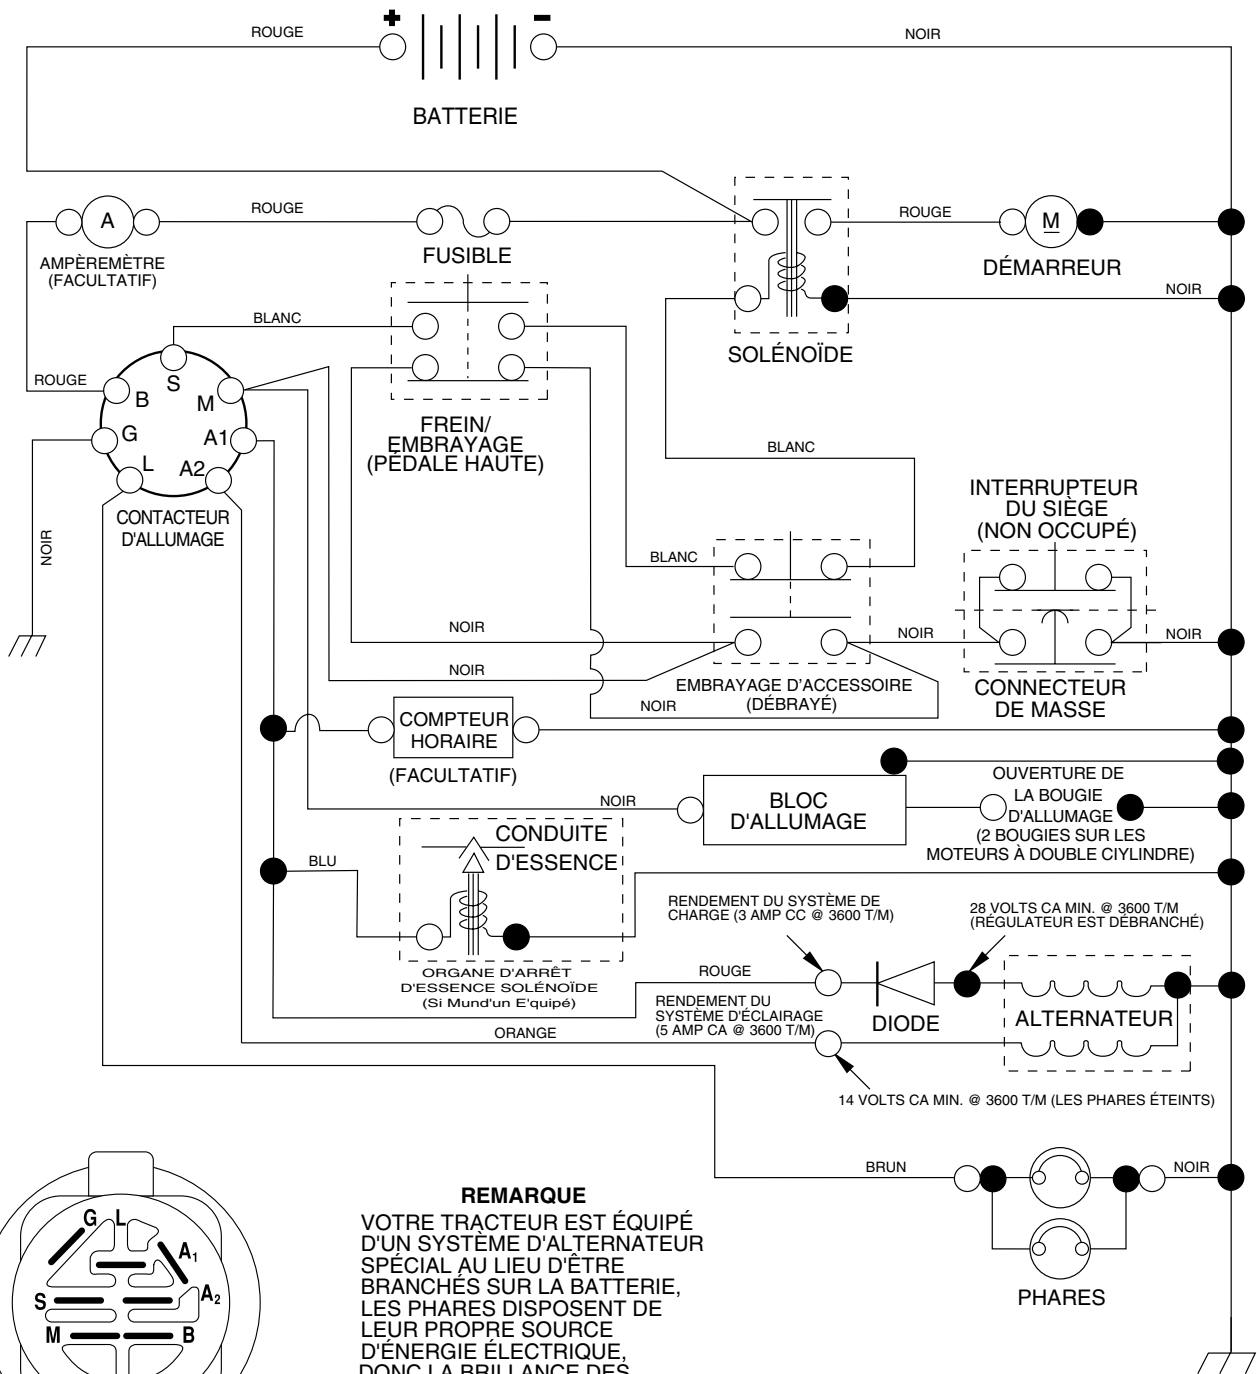 +
-
ROUGE
NOIR
BATTERIE
ROUGE
A
AMPÈREMÈTRE
(FACULTATIF)
FUSIBLE
ROUGE
M
DÉMARREUR
NOIR
SOLÉNOÏDE
BLANC
ROUGE
S
B
M
G
A1
L
A2
CONTACTEUR
D'ALLUMAGE
NOIR
FREIN/
EMBRAYAGE
(PÉDALE HAUTE)
BLANC
INTERRUPTEUR
DU SIÈGE
(NON OCCUPÉ)
BLANC
NOIR
NOIR
NOIR
NOIR
NOIR
EMBRAYAGE D'ACCESSOIRE
(DÉBRAYÉ)
CONNECTEUR
DE MASSE
COMPTEUR
HORAIRE
(FACULTATIF)
NOIR
BLOC
D'ALLUMAGE
OUVERTURE DE
LA BOUGIE
D'ALLUMAGE
(2 BOUGIES SUR LES
MOTEURS À DOUBLE CIYLINDRE)
BLU
CONDUITE
D'ESSENCE
ORGANE D'ARRÊT
D'ESSENCE SOLÉNOÏDE
(Si Mund'un E'quipé)
RENDEMENT DU SYSTÈME DE
CHARGE (3 AMP CC @ 3600 T/M)
28 VOLTS CA MIN. @ 3600 T/M
(RÉGULATEUR EST DÉBRANCHÉ)
ROUGE
DIODE
ALTERNATEUR
RENDEMENT DU
SYSTÈME D'ÉCLAIRAGE
(5 AMP CA @ 3600 T/M)
ORANGE
14 VOLTS CA MIN. @ 3600 T/M (LES PHARES ÉTEINTS)
BRUN
NOIR
PHARES
G
L
A1
S
A2
M
B
REMARQUE
VOTRE TRACTEUR EST ÉQUIPÉ
D'UN SYSTÈME D'ALTERNATEUR
SPÉCIAL AU LIEU D'ÊTRE
BRANCHÉS SUR LA BATTERIE,
LES PHARES DISPOSENT DE
LEUR PROPRE SOURCE
D'ÉNERGIE ÉLECTRIQUE,
DONC LA BRILLANCE DES